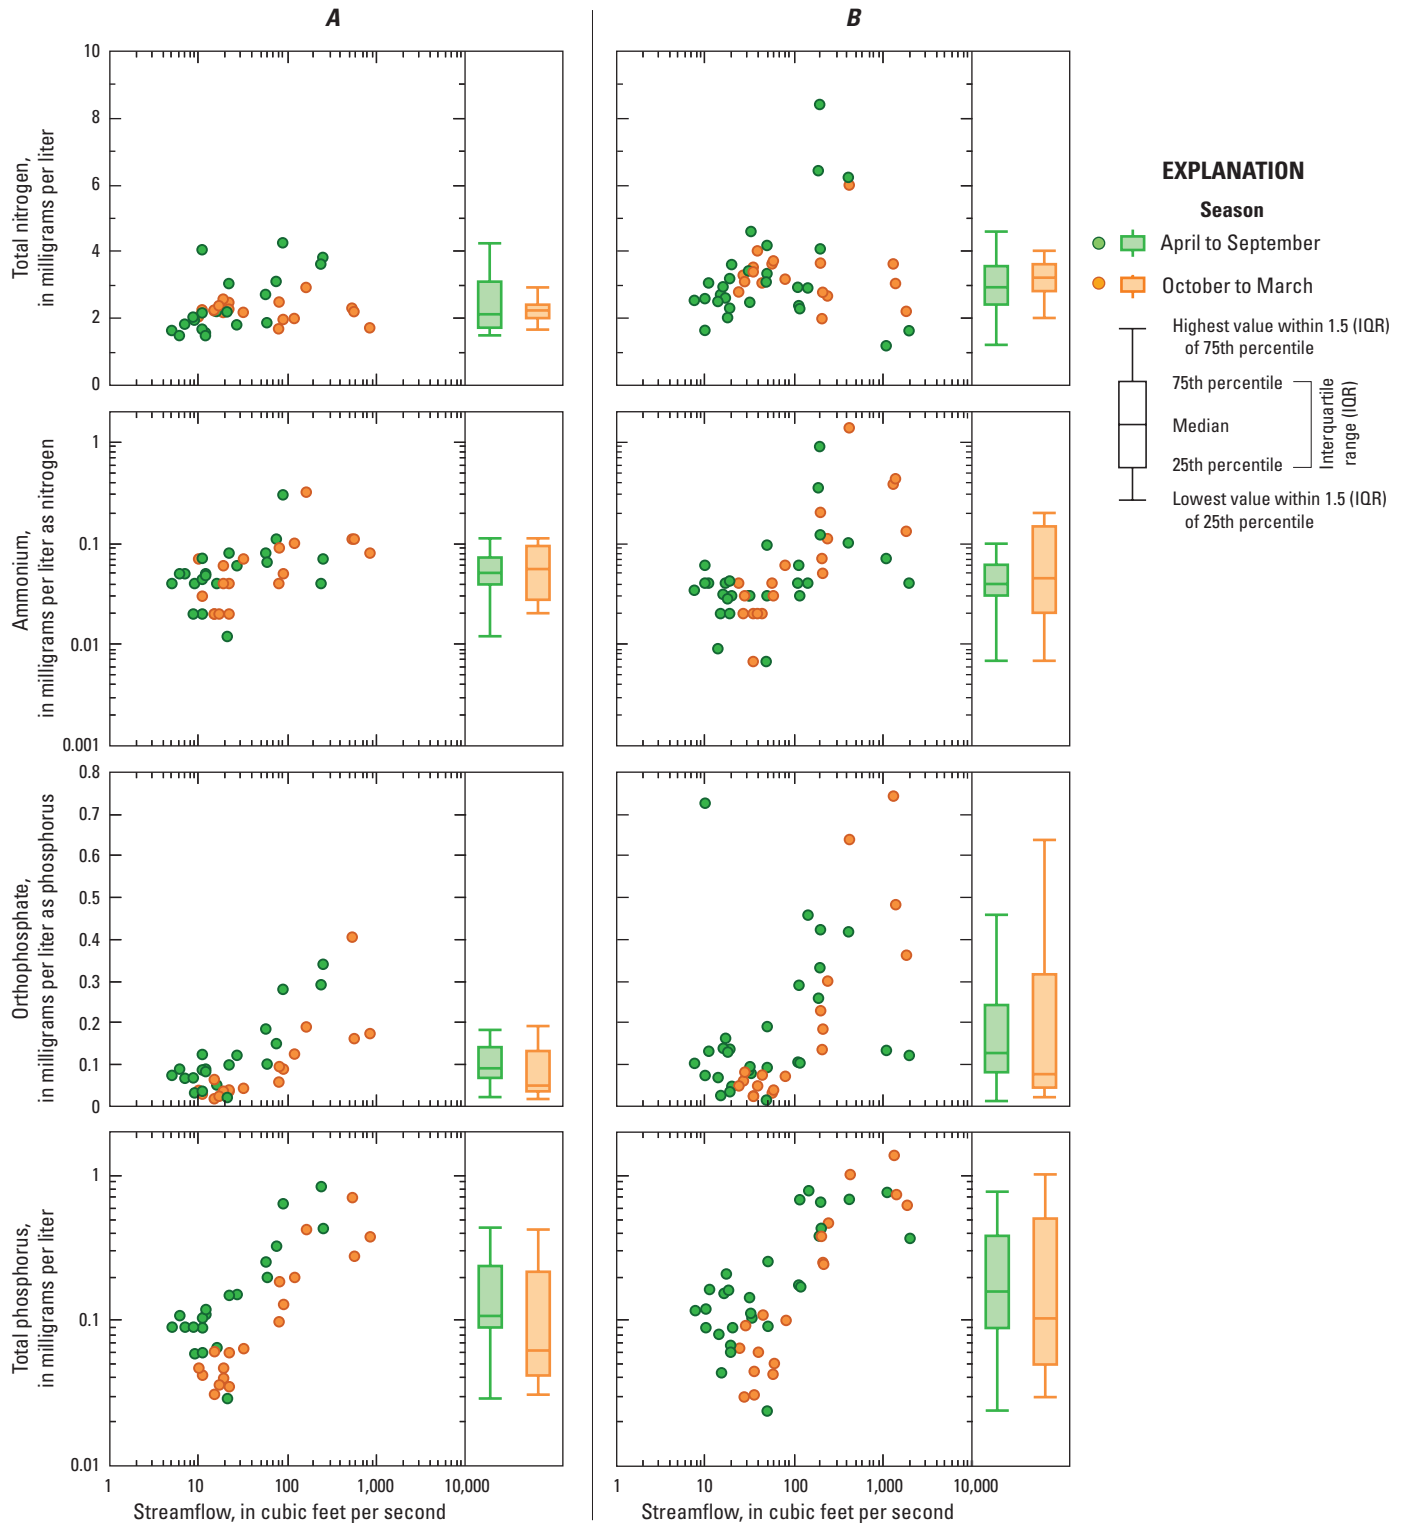 A
B
Total nitrogen,
in milligrams per liter
10
8
6
4
2
0
EXPLANATION
Season
April to September
October to March
Highest value within 1.5 (IQR)
of 75th percentile
75th percentile
Median
25th percentile
Interquartile
range (IQR)
Lowest value within 1.5 (IQR)
of 25th percentile
Ammonium,
in milligrams per liter as nitrogen
1
0.1
0.01
0.001
Orthophosphate,
in milligrams per liter as phosphorus
0.8
0.7
0.6
0.5
0.4
0.3
0.2
0.1
0
Total phosphorus,
in milligrams per liter
1
0.1
0.01
1 10 100 1,000 10,000
Streamflow, in cubic feet per second
1 10 100 1,000 10,000
Streamflow, in cubic feet per second